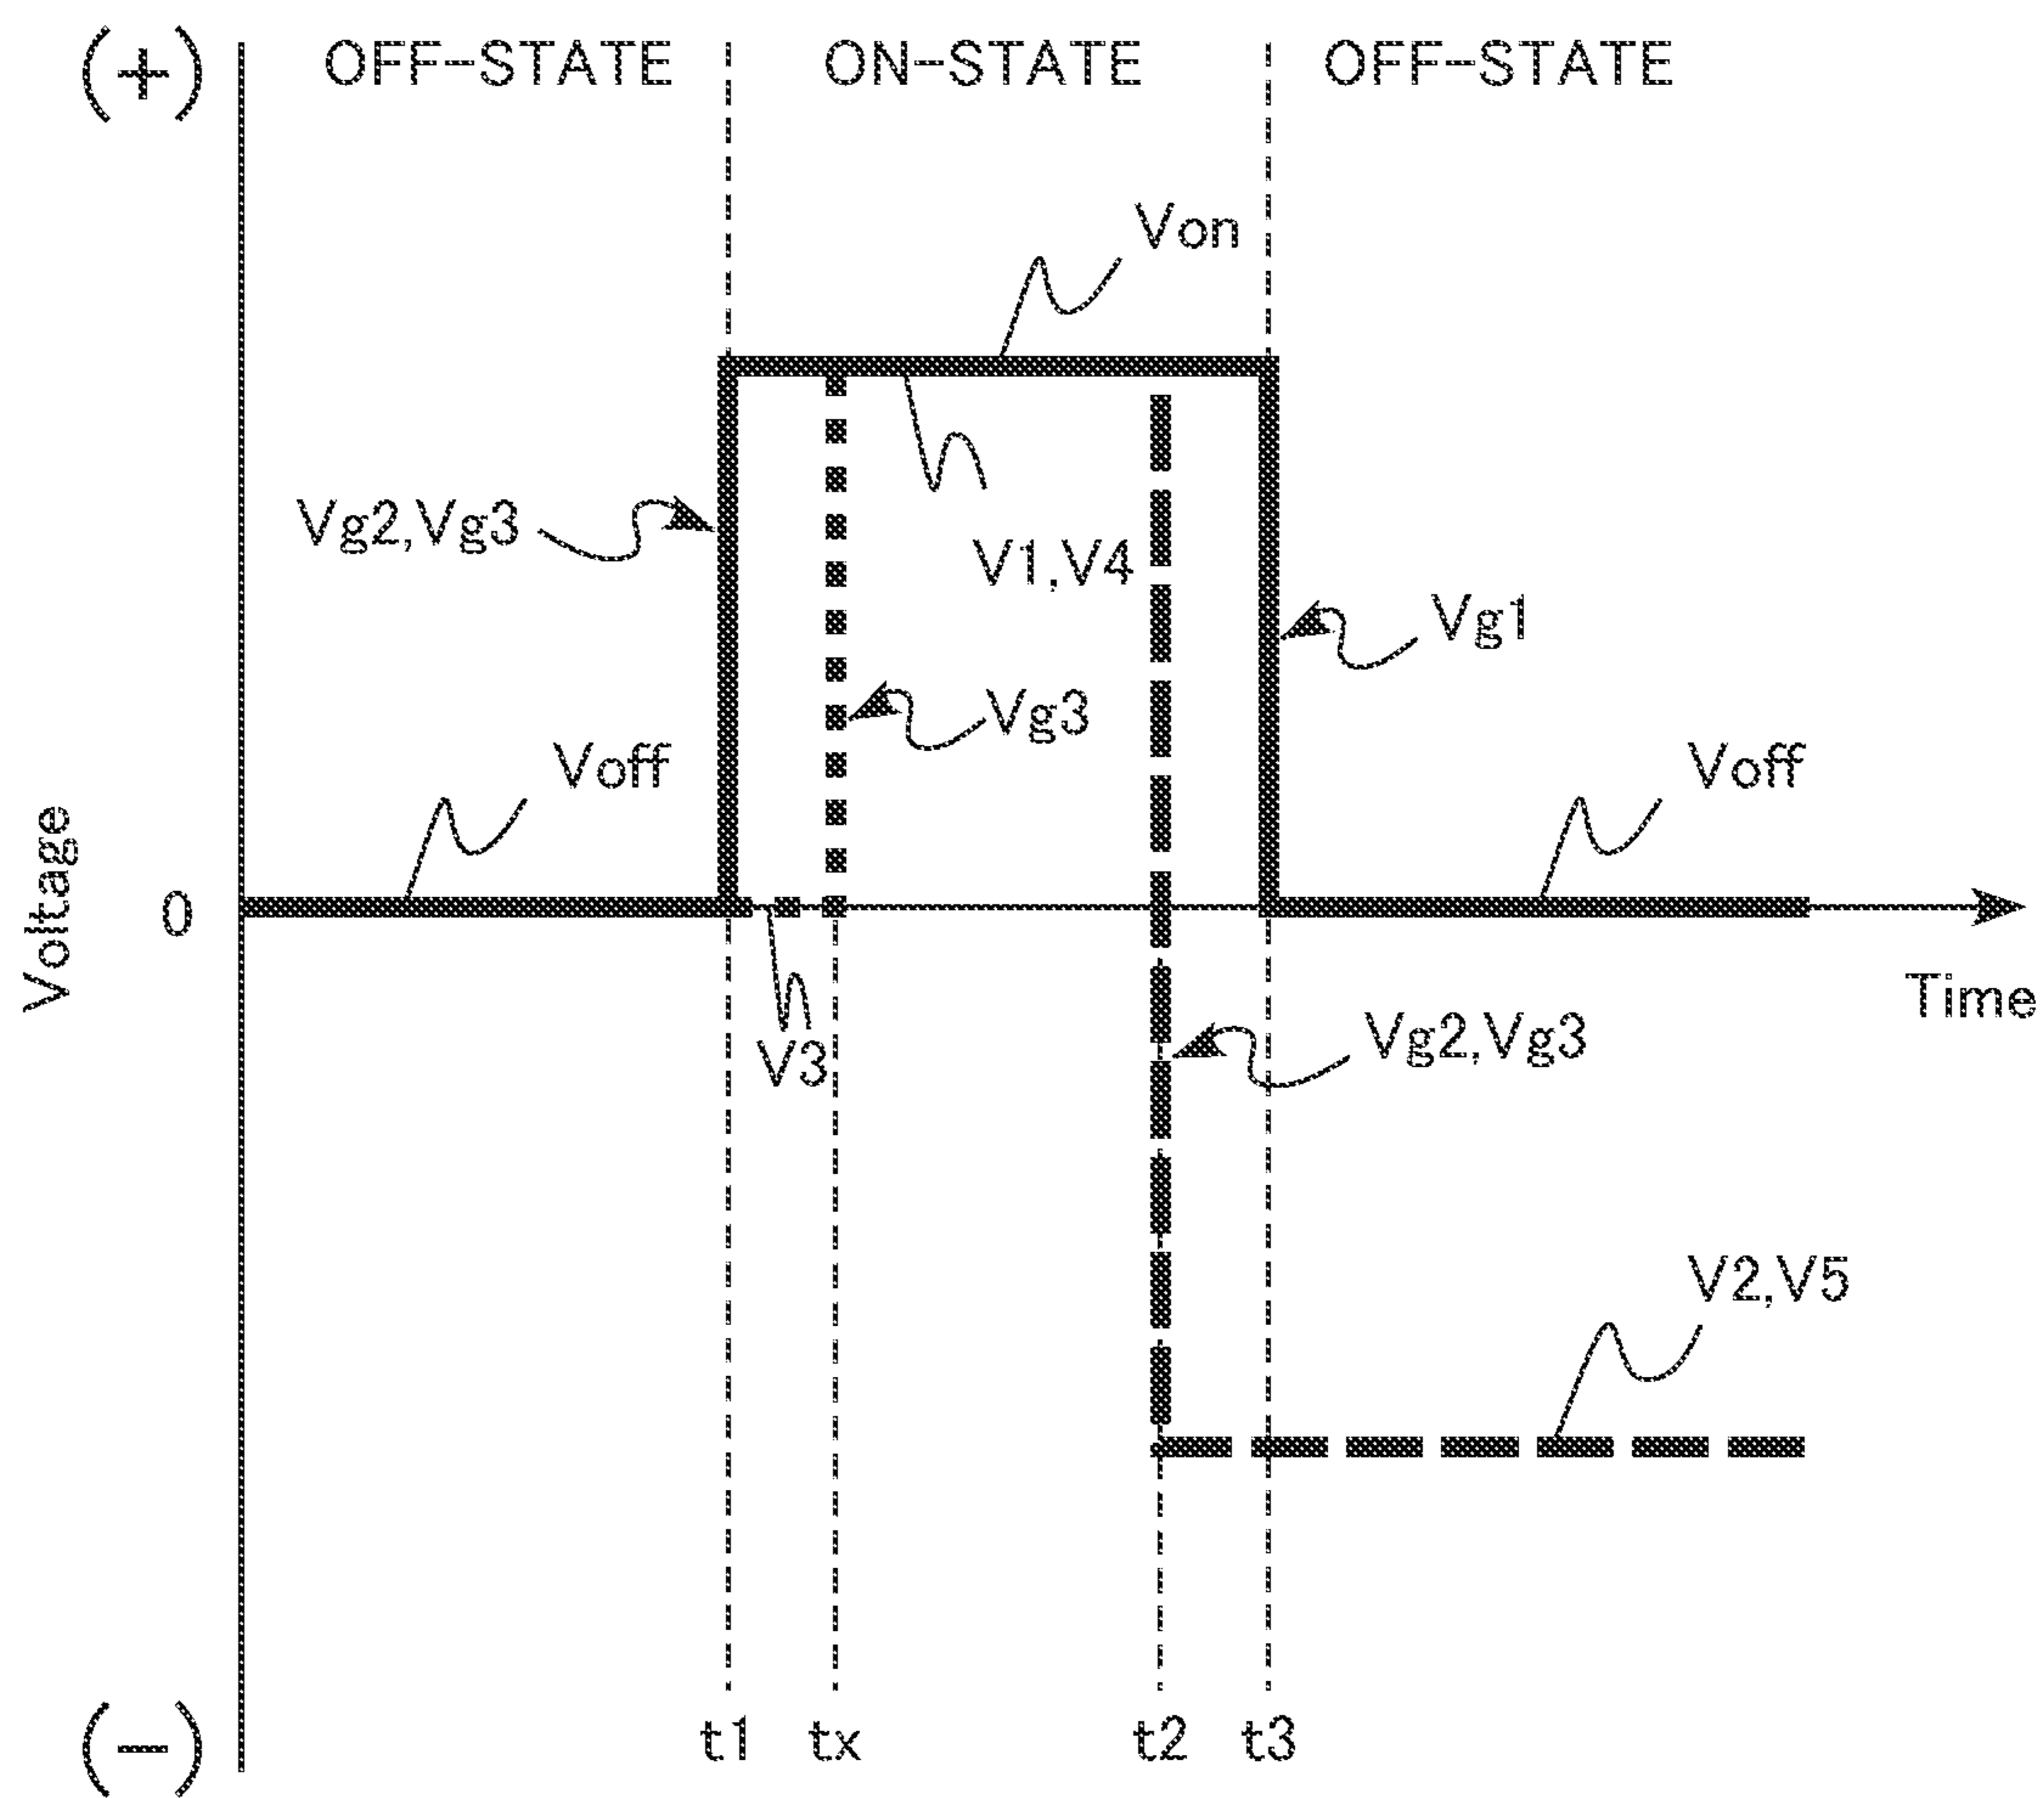 (+)
OFF-STATE
ON-STATE
OFF-STATE
Von
Vg2,Vg3
V1,V4
Vg1
Vg3
Voff
Voff
Voltage
0
Time
V3
Vg2,Vg3
V2,V5
(-)
t1
tx
t2
t3